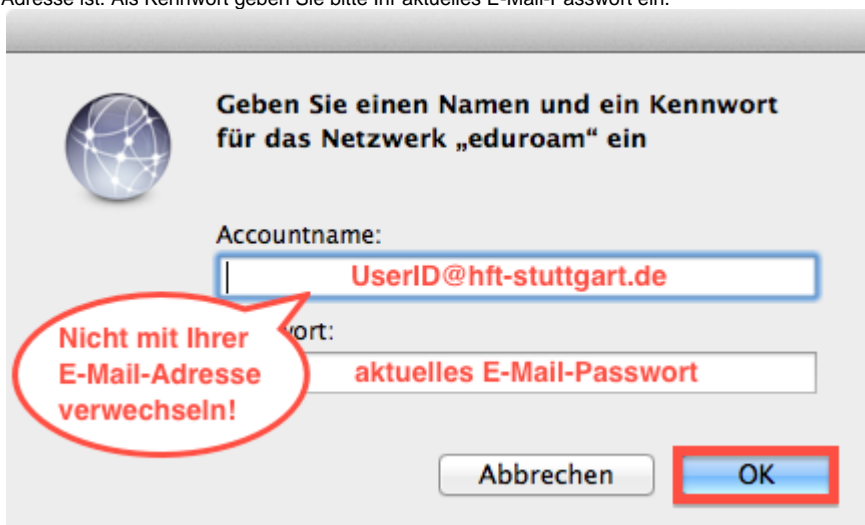 Adresse ist. Als Kennwort geben Sie bitte Ihr aktuelles E-Mail-Passwort ein.
Geben Sie einen Namen und ein Kennwort
für das Netzwerk „eduroam“ ein
Accountname:
UserID@hft-stuttgart.de
Nicht mit Ihrer
E-Mail-Adresse
verwechseln!
wort:
aktuelles E-Mail-Passwort
Abbrechen
OK